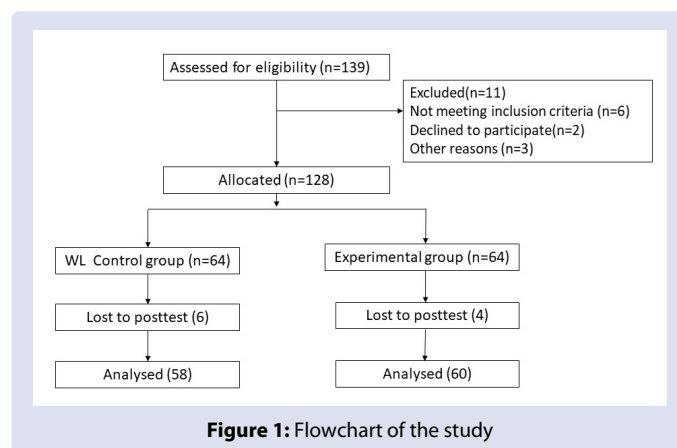 Assessed for eligibility (n=139)
Excluded(n=11)
Not meeting inclusion criteria (n=6)
Declined to participate(n=2)
Other reasons (n=3)
Allocated (n=128)
WL Control group (n=64)
Experimental group (n=64)
Lost to posttest (6)
Lost to posttest (4)
Analysed (58)
Analysed (60)
Figure 1: Flowchart of the study